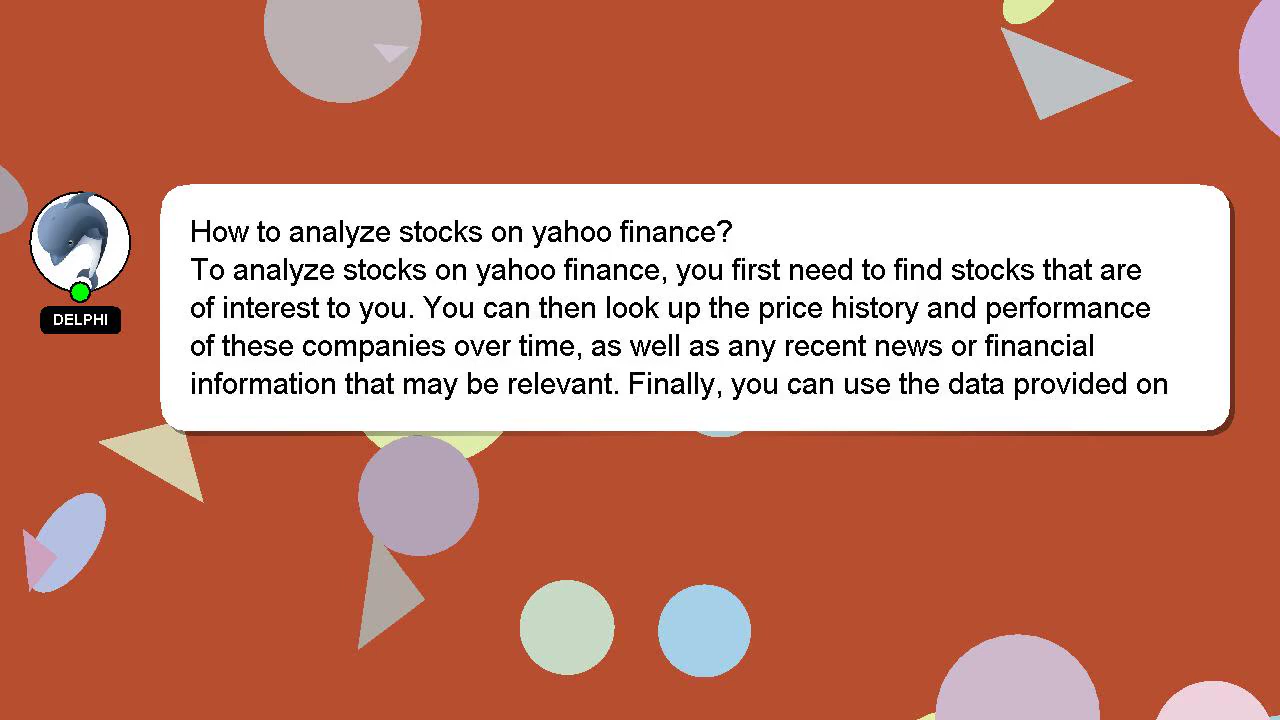 How to analyze stocks on yahoo finance?
To analyze stocks on yahoo finance, you first need to find stocks that are
of interest to you. You can then look up the price history and performance
of these companies over time, as well as any recent news or financial
information that may be relevant. Finally, you can use the data provided on
DELPHI